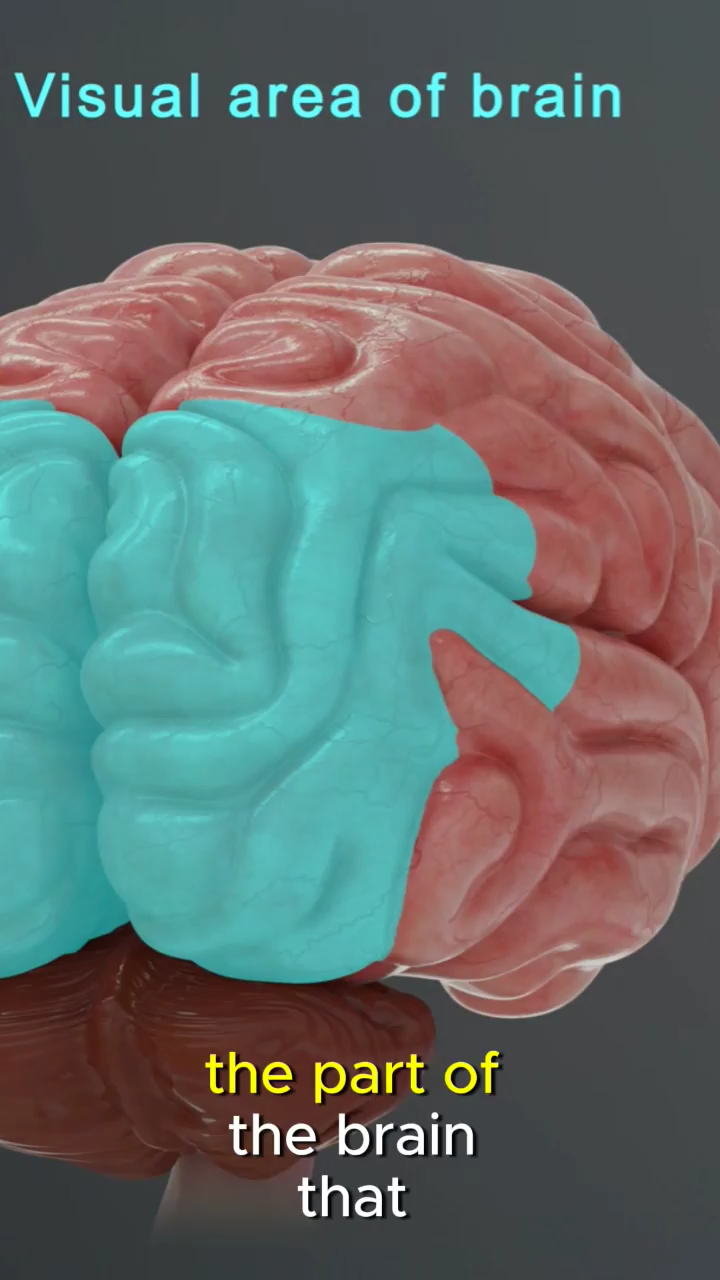 Visual area of brain
the part of
the brain
that